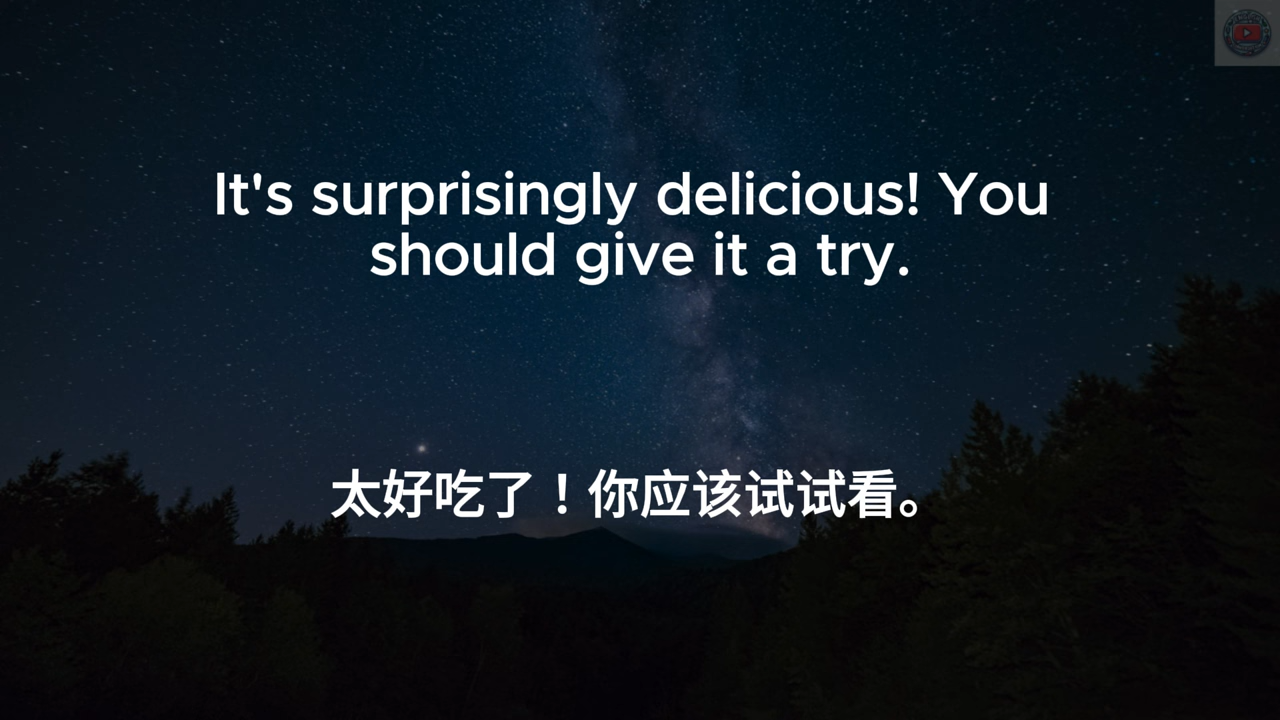 It's surprisingly delicious! You
should give it a try.
太好吃了！你应该试试看。